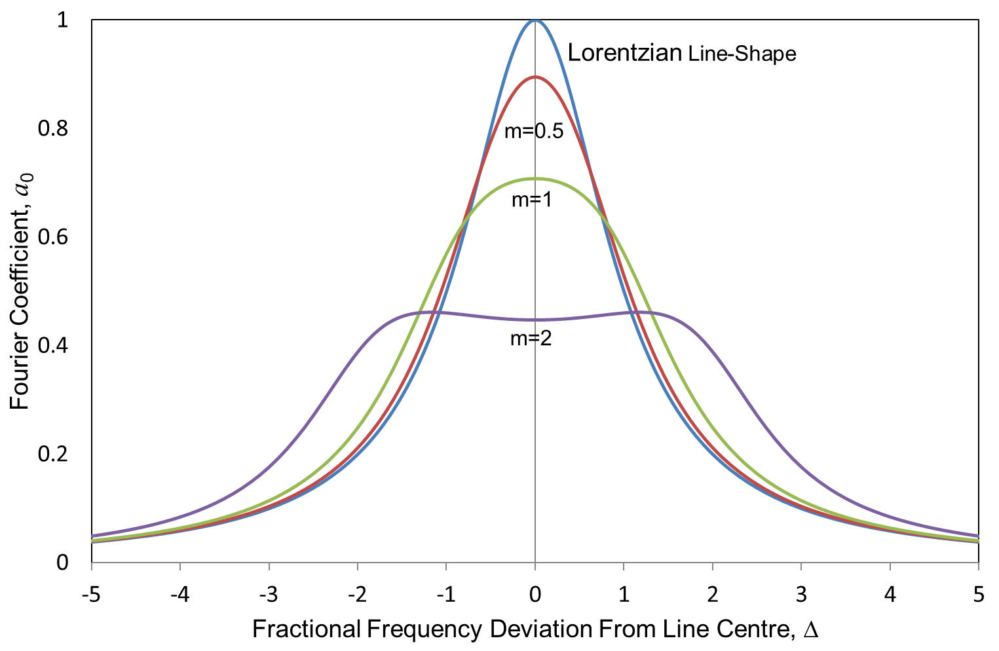 1
Lorentzian Line-Shape
0.8
m=0.5
m=1
0.6
Fourier Coefficient, a0
0.4
m=2
0.2
0
-5 -4 -3 -2 -1 0 1 2 3 4 5
Fractional Frequency Deviation From Line Centre, Δ